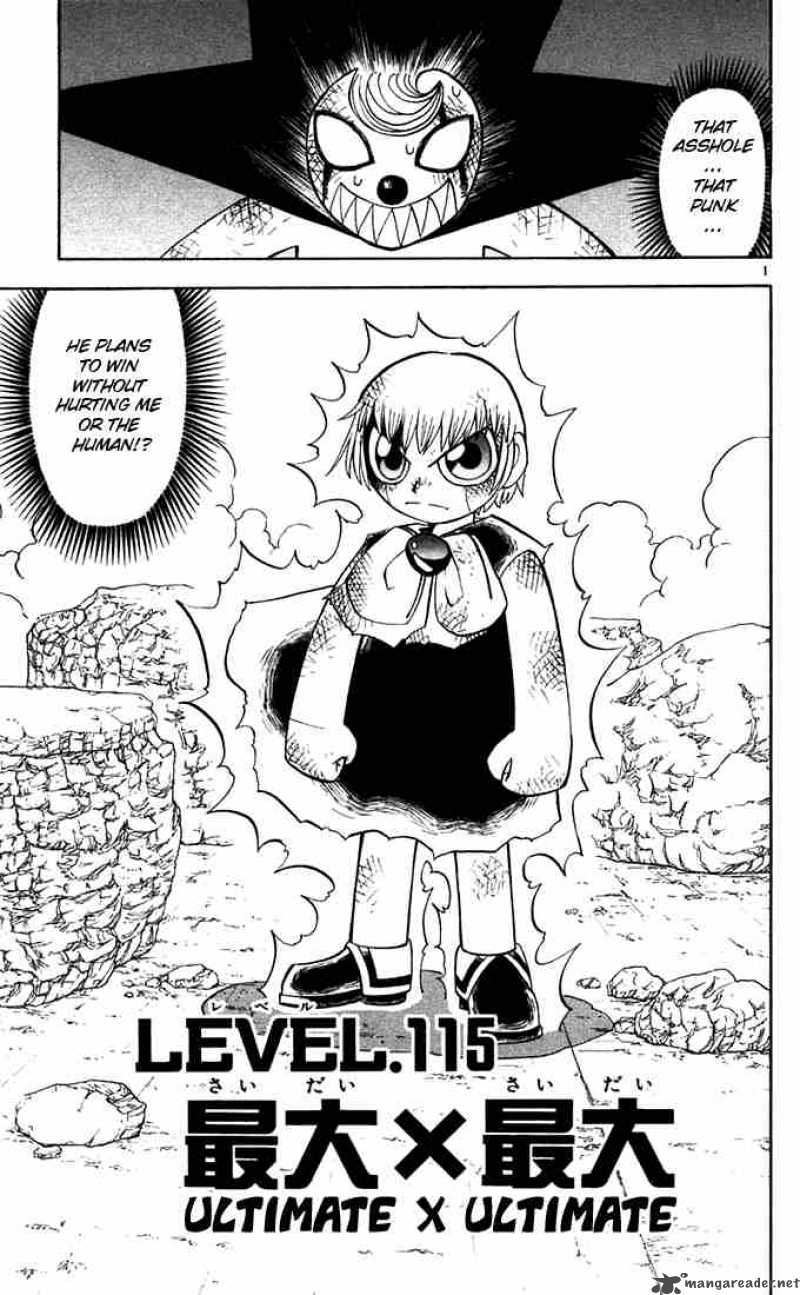 THAT
ASSHOLE
...
THAT
PUNK
...
1
HE PLANS
TO WIN
WITHOUT
HURTING ME
OR THE
HUMAN!?
レベル
LEVEL.115
さいだい さいだい
最大×最大
ULTIMATE X ULTIMATE
mangareader.net